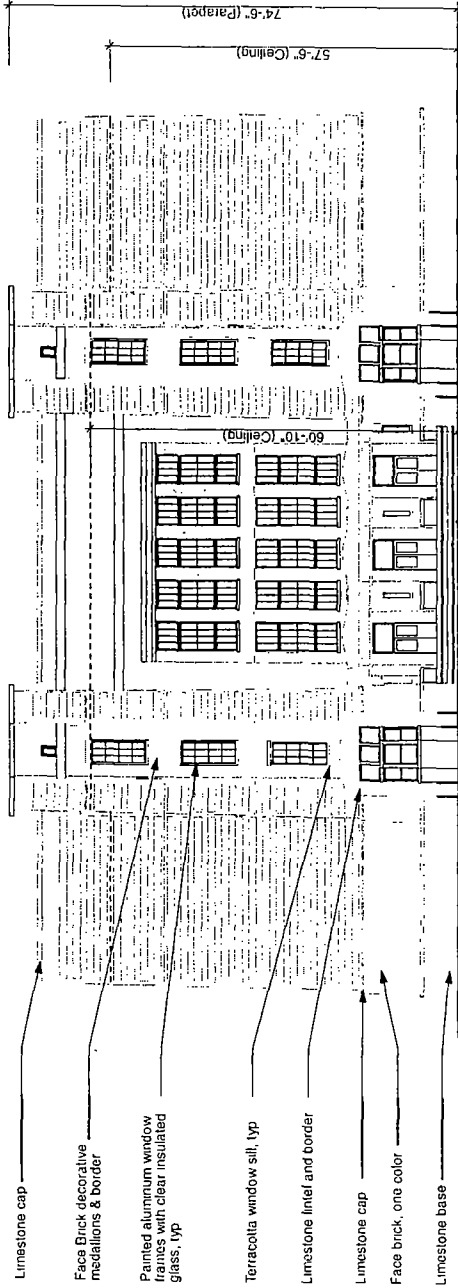 Limestone cap
Face Brick decorative
medallions & border
Painted aluminum window
frames with clear insulated
glass, typ
Terracotta window sill, typ
Limestone lintel and border
Limestone cap
Face brick, one color
Limestone base
60'-10" (Ceiling)
57'-6" (Ceiling)
74'-6" (Parapet)